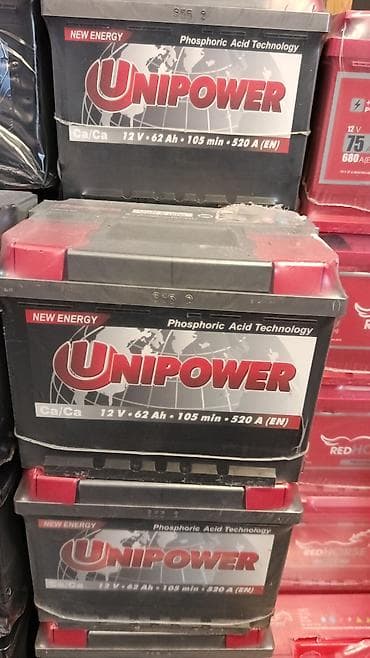 NEW ENERGY
Phosphoric Acid Technology
UNIPOWER
Ca/Ca
12 V • 62 Ah • 105 min • 520 A (EN)
12 V
75
680 A(E
NEW ENERGY
Phosphoric Acid Technology
UNIPOWER
Ca/Ca
12 V • 62 Ah • 105 min • 520 A (EN)
RED
NEW ENERGY
Phosphoric Acid Technology
UNIPOWER
Ca/Ca
12 V • 62 Ah • 105 min • 520 A (EN)
REDHORSE